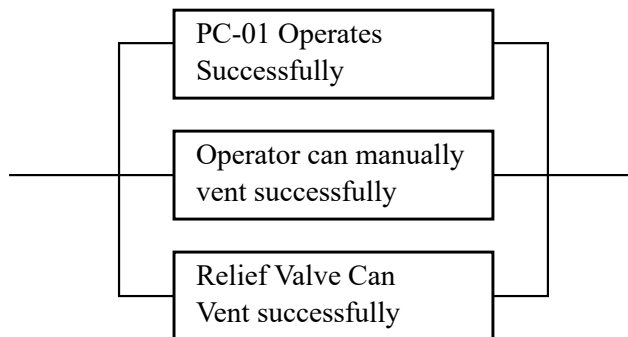 PC-01 Operates
Successfully
Operator can manually
vent successfully
Relief Valve Can
Vent successfully